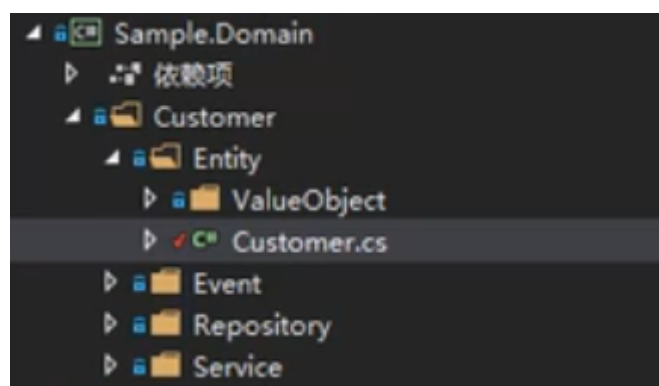 C# Sample.Domain
依赖项
Customer
Entity
ValueObject
C# Customer.cs
Event
Repository
Service